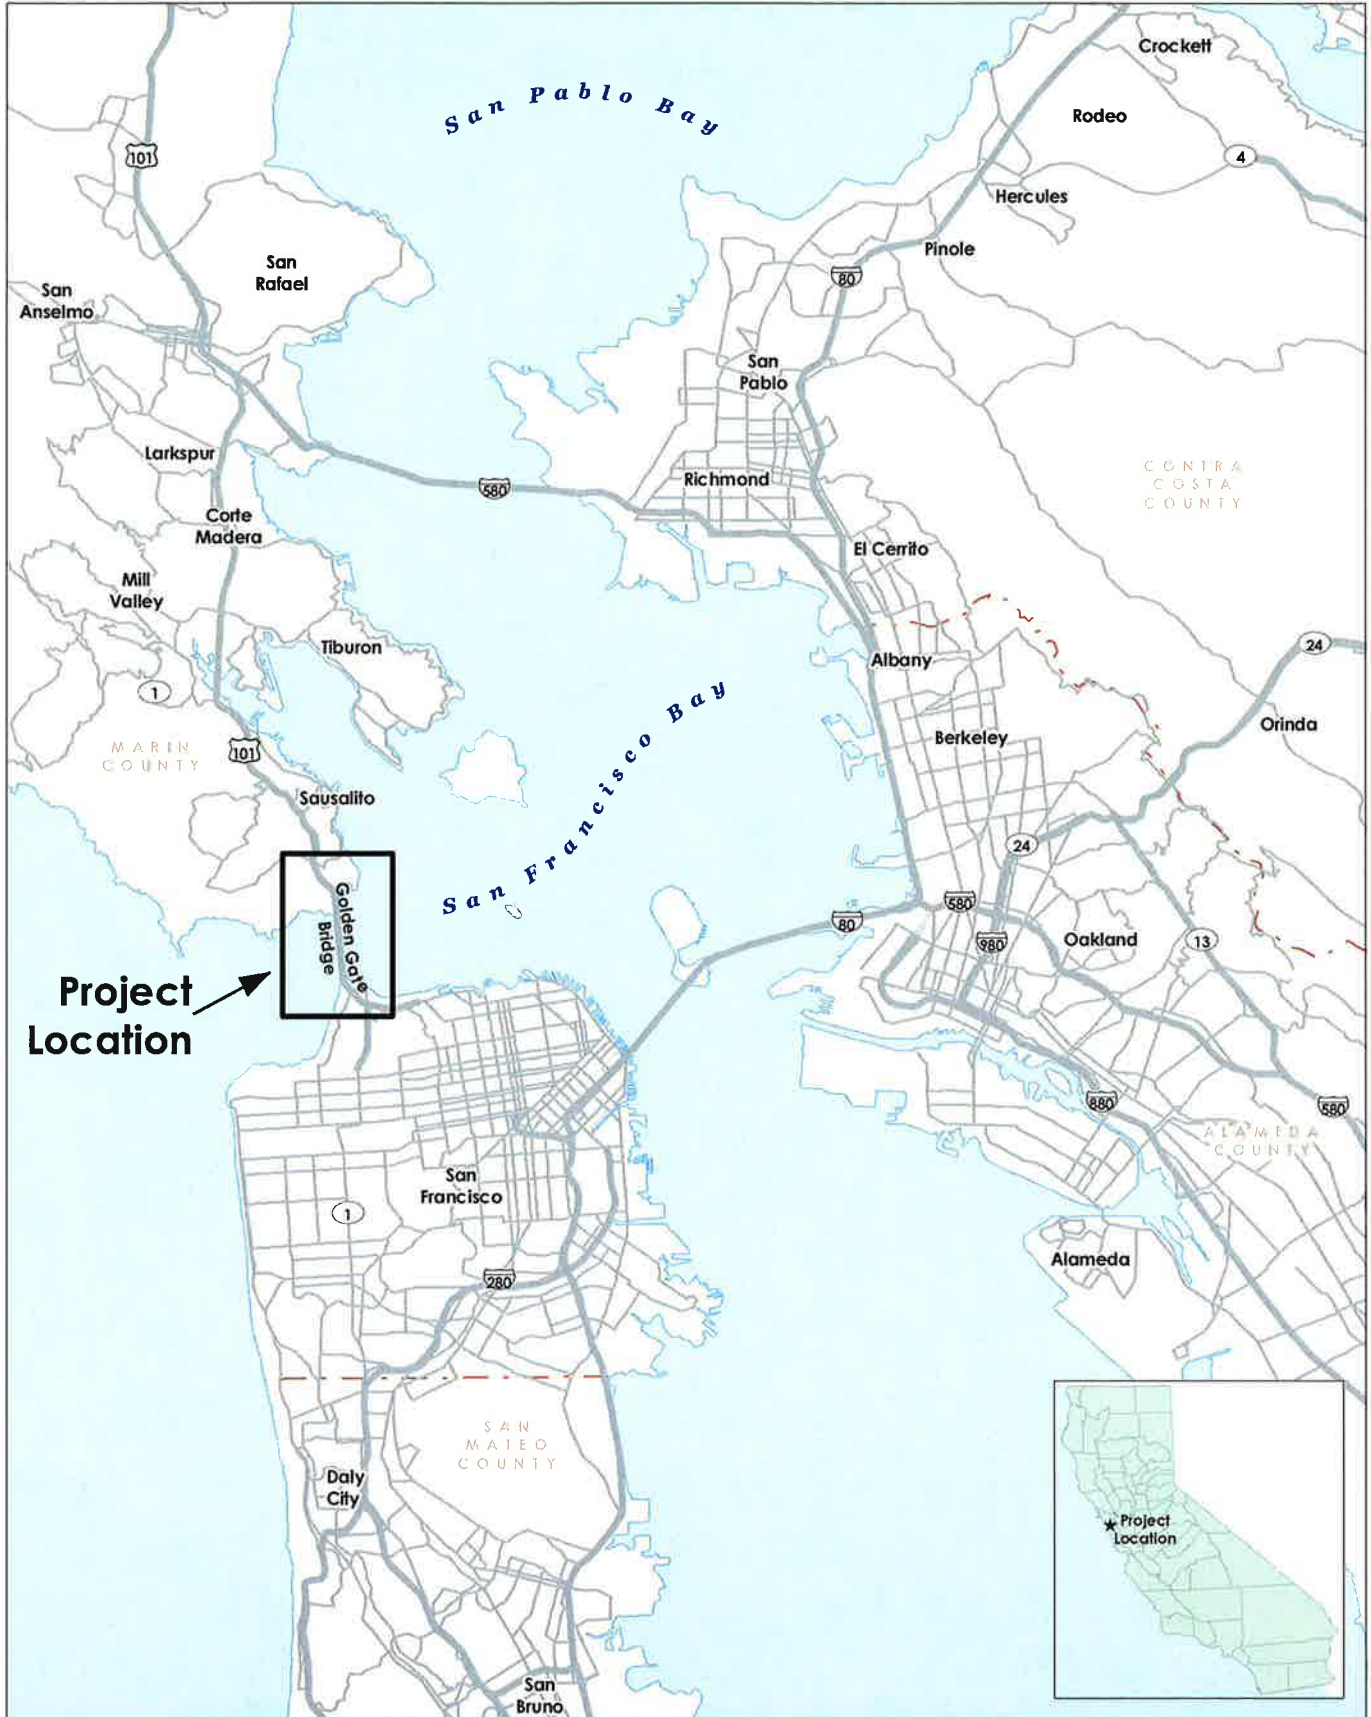 Crockett
San Pablo Bay
Rodeo
101
4
Hercules
Pinole
San
Rafael
80
San
Anselmo
San
Pablo
Larkspur
CONTRA
COSTA
COUNTY
Richmond
580
Corte
Madera
El Cerrito
Mill
Valley
Tiburon
24
Albany
1
San Francisco Bay
Orinda
Berkeley
MARIN
COUNTY
101
Sausalito
24
Golden Gate
Bridge
580
80
980
Oakland
13
Project
Location
880
580
ALAMEDA
COUNTY
San
Francisco
1
Alameda
280
SAN
MATEO
COUNTY
Daly
City
Project
Location
San
Bruno